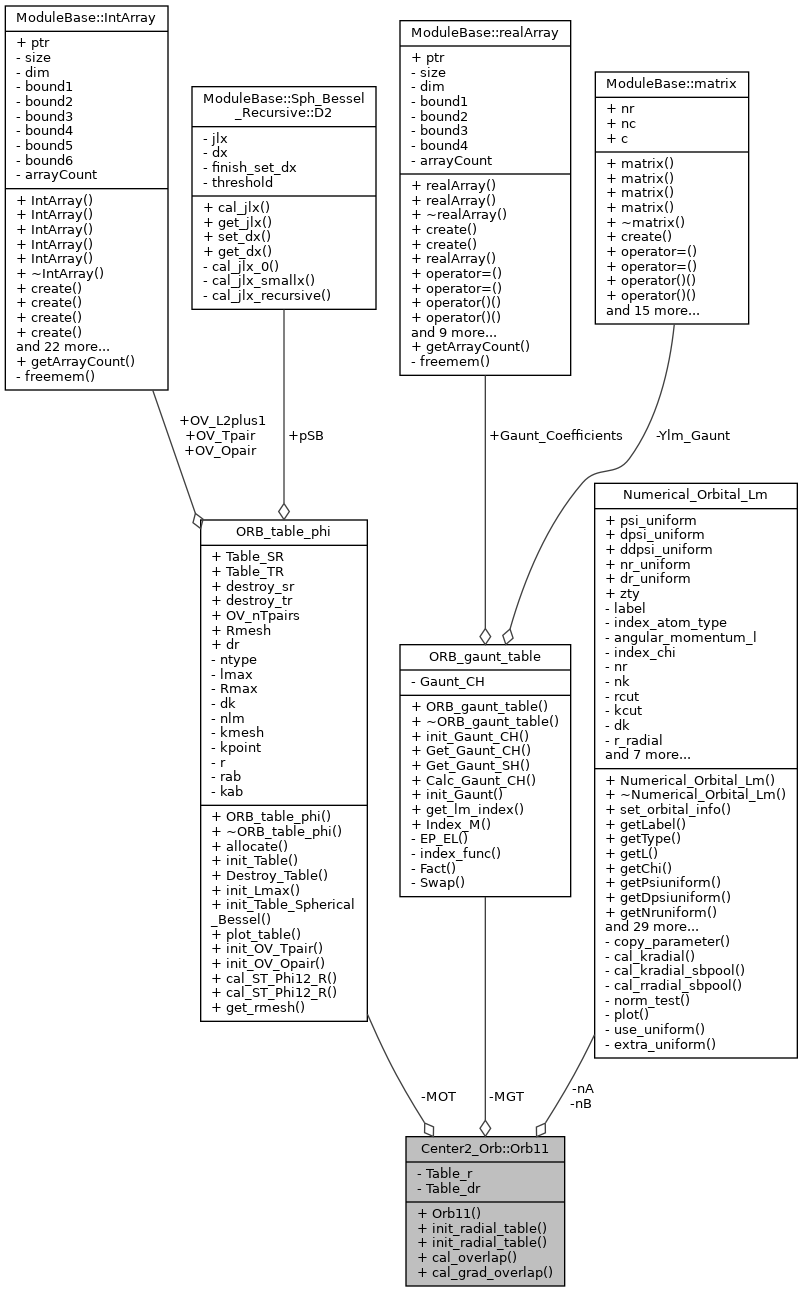 ModuleBase::IntArray
+ ptr
- size
- dim
- bound1
- bound2
- bound3
- bound4
- bound5
- bound6
- arrayCount
+ IntArray()
+ IntArray()
+ IntArray()
+ IntArray()
+ IntArray()
+ ~IntArray()
+ create()
+ create()
+ create()
+ create()
and 22 more...
+ getArrayCount()
- freemem()
ModuleBase::Sph_Bessel
_Recursive::D2
- jlx
- dx
- finish_set_dx
- threshold
+ cal_jlx()
+ get_jlx()
+ set_dx()
+ get_dx()
- cal_jlx_0()
- cal_jlx_smallx()
- cal_jlx_recursive()
ModuleBase::realArray
+ ptr
- size
- dim
- bound1
- bound2
- bound3
- bound4
- arrayCount
+ realArray()
+ realArray()
+ ~realArray()
+ create()
+ create()
+ realArray()
+ operator=()
+ operator=()
+ operator()()
+ operator()()
and 9 more...
+ getArrayCount()
- freemem()
ModuleBase::matrix
+ nr
+ nc
+ c
+ matrix()
+ matrix()
+ matrix()
+ matrix()
+ ~matrix()
+ create()
+ operator=()
+ operator=()
+ operator()()
+ operator()()
and 15 more...
+OV_L2plus1
+OV_Tpair
+OV_Opair
+pSB
+Gaunt_Coefficients
-Ylm_Gaunt
ORB_table_phi
+ Table_SR
+ Table_TR
+ destroy_sr
+ destroy_tr
+ OV_nTpairs
+ Rmesh
+ dr
- ntype
- lmax
- Rmax
- dk
- nlm
- kmesh
- kpoint
- r
- rab
- kab
+ ORB_table_phi()
+ ~ORB_table_phi()
+ allocate()
+ init_Table()
+ Destroy_Table()
+ init_Lmax()
+ init_Table_Spherical
_Bessel()
+ plot_table()
+ init_OV_Tpair()
+ init_OV_Opair()
+ cal_ST_Phi12_R()
+ cal_ST_Phi12_R()
+ get_rmesh()
ORB_gaunt_table
- Gaunt_CH
+ ORB_gaunt_table()
+ ~ORB_gaunt_table()
+ init_Gaunt_CH()
+ Get_Gaunt_CH()
+ Get_Gaunt_SH()
+ Calc_Gaunt_CH()
+ init_Gaunt()
+ get_lm_index()
+ Index_M()
- EP_EL()
- index_func()
- Fact()
- Swap()
Numerical_Orbital_Lm
+ psi_uniform
+ dpsi_uniform
+ ddpsi_uniform
+ nr_uniform
+ dr_uniform
+ zty
- label
- index_atom_type
- angular_momentum_l
- index_chi
- nr
- nk
- rcut
- kcut
- dk
- r_radial
and 7 more...
+ Numerical_Orbital_Lm()
+ ~Numerical_Orbital_Lm()
+ set_orbital_info()
+ getLabel()
+ getType()
+ getL()
+ getChi()
+ getPsiuniform()
+ getDpsiuniform()
+ getNruniform()
and 29 more...
- copy_parameter()
- cal_kradial()
- cal_kradial_sbpool()
- cal_rradial_sbpool()
- norm_test()
- plot()
- use_uniform()
- extra_uniform()
-MOT
-MGT
-nA
-nB
Center2_Orb::Orb11
- Table_r
- Table_dr
+ Orb11()
+ init_radial_table()
+ init_radial_table()
+ cal_overlap()
+ cal_grad_overlap()